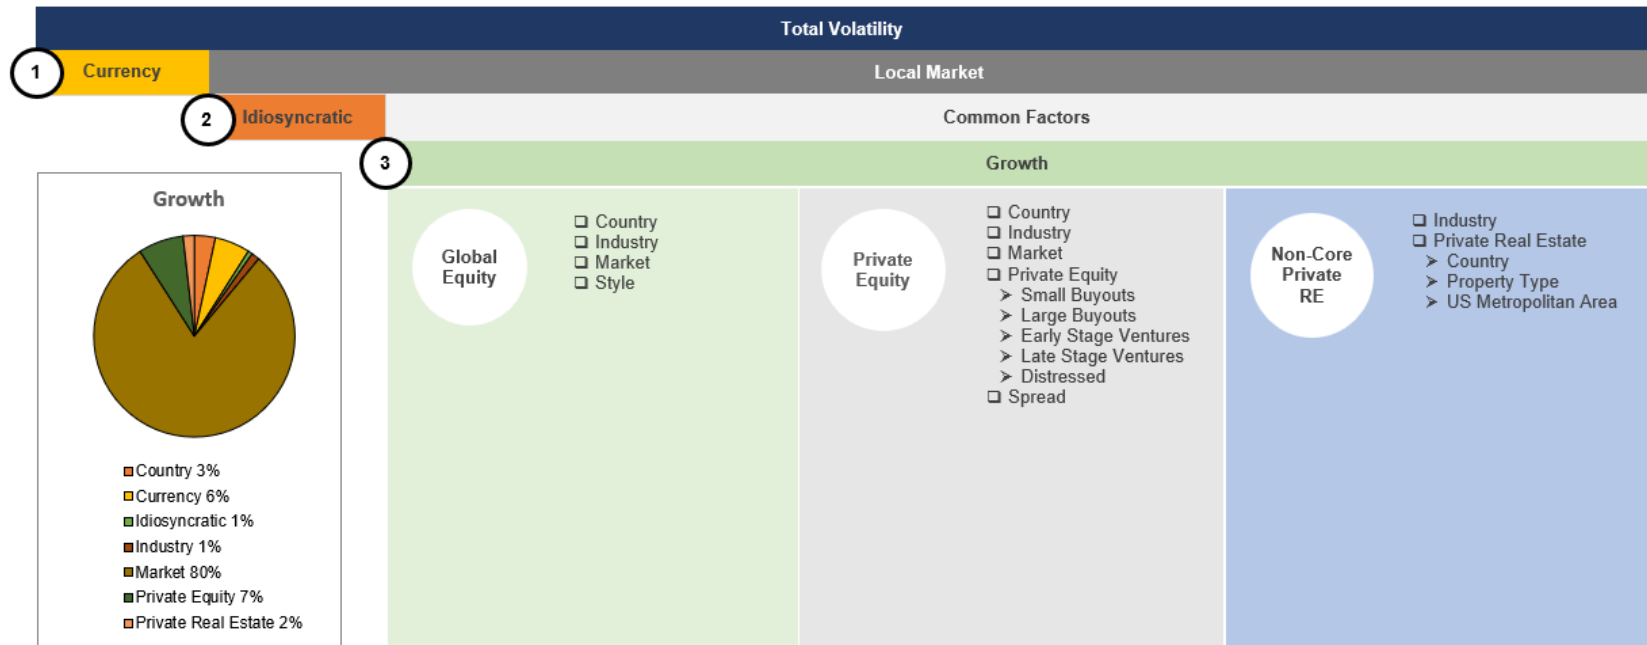 Total Volatility
1
Currency
Local Market
2
Idiosyncratic
Common Factors
3
Growth
Growth
Country 3%
Currency 6%
Idiosyncratic 1%
Industry 1%
Market 80%
Private Equity 7%
Private Real Estate 2%
Global
Equity
Country
Industry
Market
Style
Private
Equity
Country
Industry
Market
Private Equity
Small Buyouts
Large Buyouts
Early Stage Ventures
Late Stage Ventures
Distressed
Spread
Non-Core
Private
RE
Industry
Private Real Estate
Country
Property Type
US Metropolitan Area